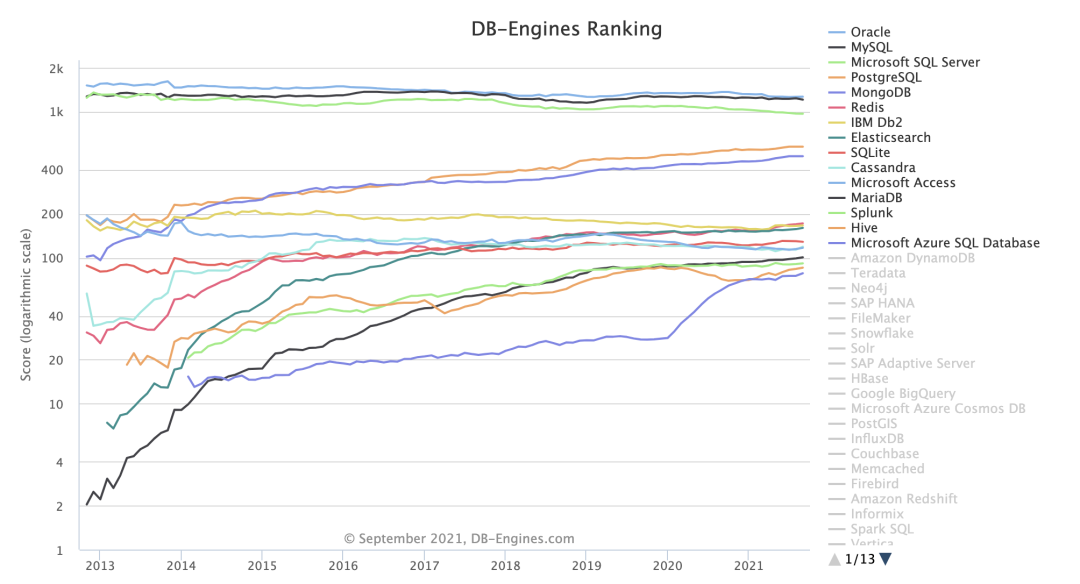 DB-Engines Ranking
Score (logarithmic scale)
2k
1k
400
200
100
40
20
10
4
2
1
2013 2014 2015 2016 2017 2018 2019 2020 2021
© September 2021, DB-Engines.com
Oracle
MySQL
Microsoft SQL Server
PostgreSQL
MongoDB
Redis
IBM Db2
Elasticsearch
SQLite
Cassandra
Microsoft Access
MariaDB
Splunk
Hive
Microsoft Azure SQL Database
Amazon DynamoDB
Teradata
Neo4j
SAP HANA
FileMaker
Snowflake
Solr
SAP Adaptive Server
HBase
Google BigQuery
Microsoft Azure Cosmos DB
PostGIS
InfluxDB
Couchbase
Memcached
Firebird
Amazon Redshift
Informix
Spark SQL
Vertica
1/13